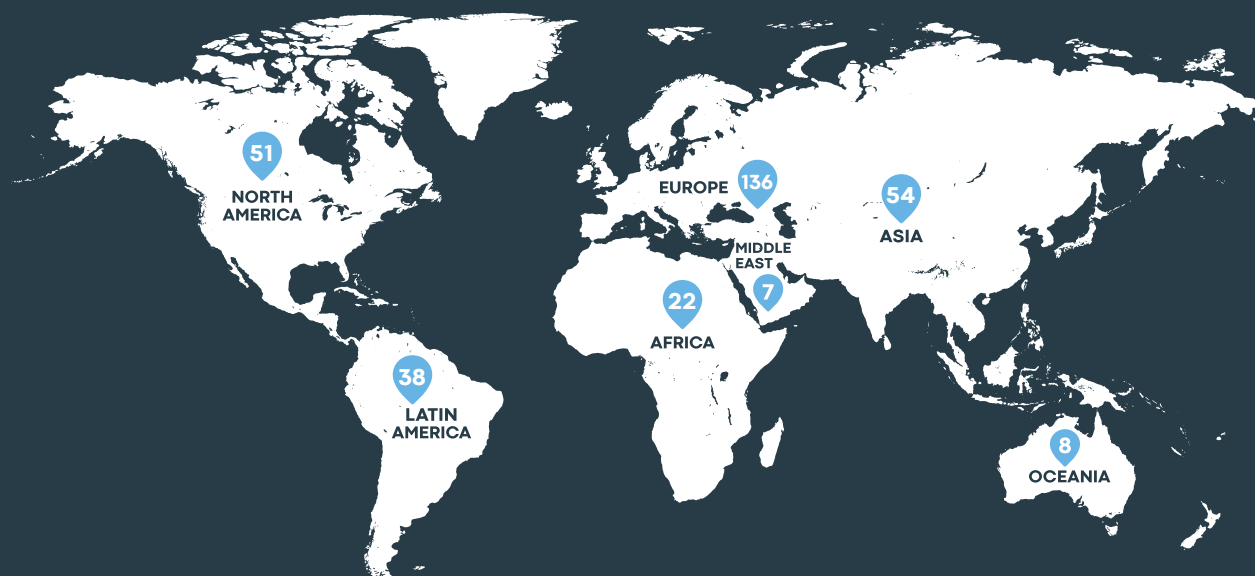 51
NORTH
AMERICA
EUROPE
136
54
ASIA
MIDDLE
EAST
7
22
AFRICA
38
LATIN
AMERICA
8
OCEANIA